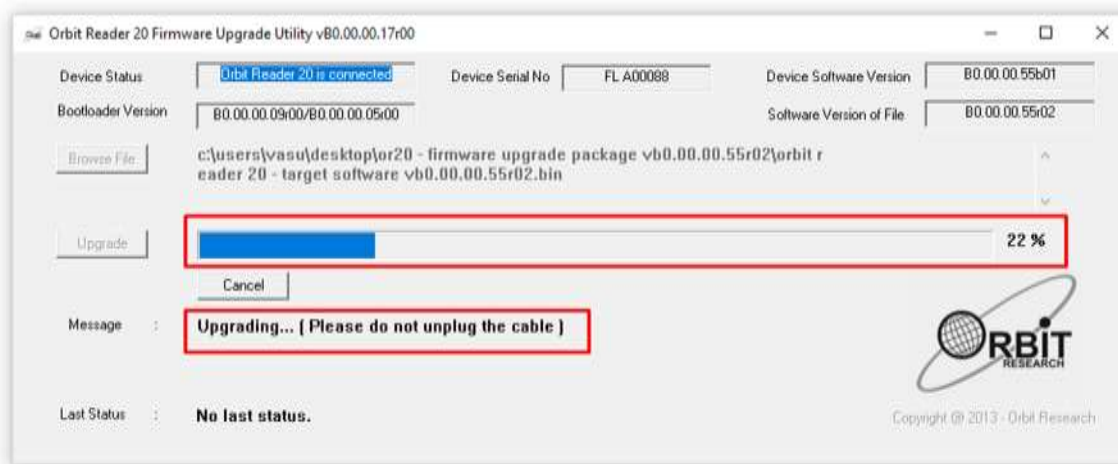 Orbit Reader 20 Firmware Upgrade Utility vB0.00.00.17r00
Device Status Orbit Reader 20 is connected Device Serial No FL A00088 Device Software Version B0.00.00.55b01
Bootloader Version B0.00.00.09r00/B0.00.00.05r00 Software Version of File B0.00.00.55r02
Browse File c:\users\vasu\desktop\or20 - firmware upgrade package vb0.00.00.55r02\orbit r
eader 20 - target software vb0.00.00.55r02.bin
Upgrade 22 %
Cancel
Message : Upgrading... ( Please do not unplug the cable )
ORBIT
RESEARCH
Last Status : No last status.
Copyright @ 2013 - Orbit Research